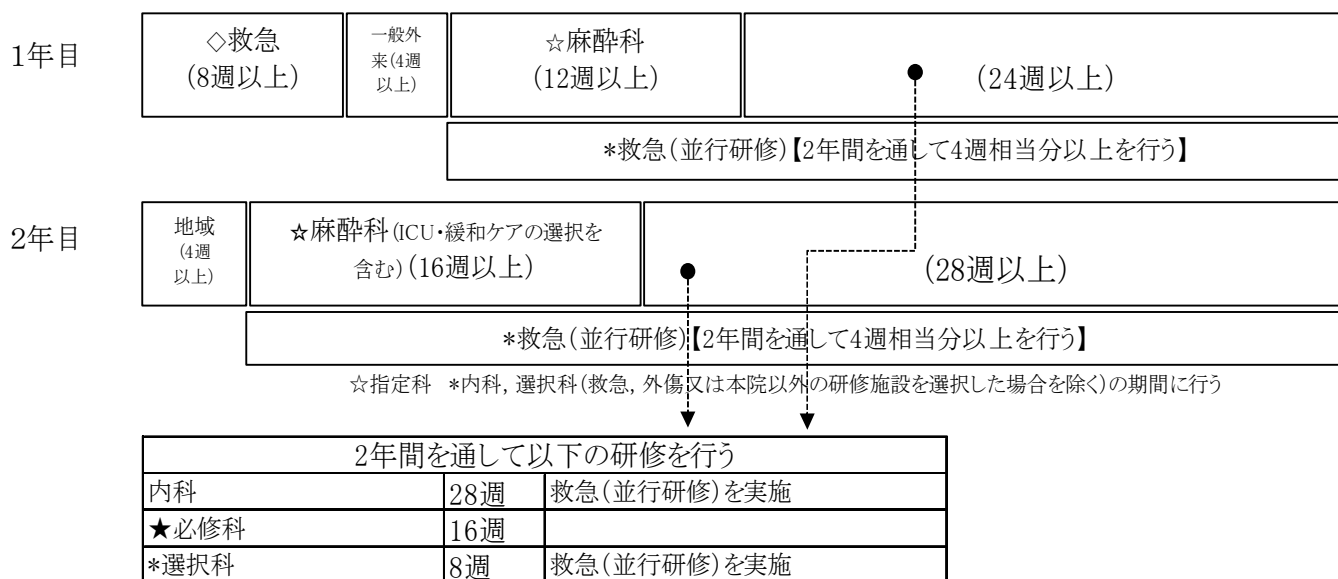 1年目
◇救急
(8週以上)
一般外
来(4週
以上)
☆麻酔科
(12週以上)
(24週以上)
*救急(並行研修)【2年間を通して4週相当分以上を行う】
2年目
地域
(4週
以上)
☆麻酔科(ICU・緩和ケアの選択を
含む)(16週以上)
(28週以上)
*救急(並行研修)【2年間を通して4週相当分以上を行う】
☆指定科 *内科, 選択科(救急, 外傷又は本院以外の研修施設を選択した場合を除く)の期間に行う
2年間を通して以下の研修を行う
内科 28週 救急(並行研修)を実施
★必修科 16週
*選択科 8週 救急(並行研修)を実施